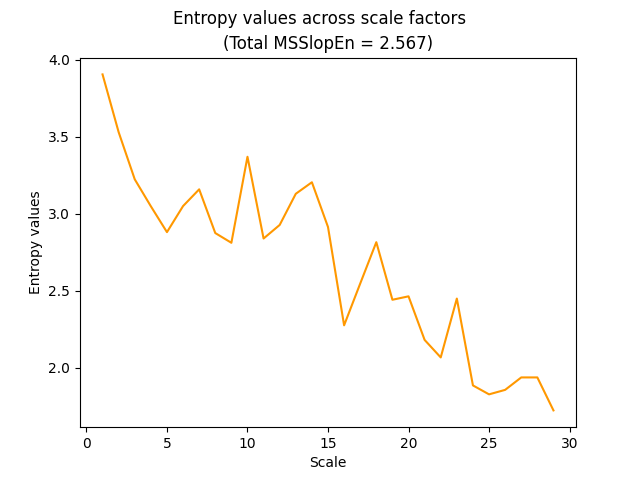 Entropy values across scale factors
(Total MSSlopEn = 2.567)
4.0
3.5
3.0
2.5
2.0
Entropy values
0 5 10 15 20 25 30
Scale